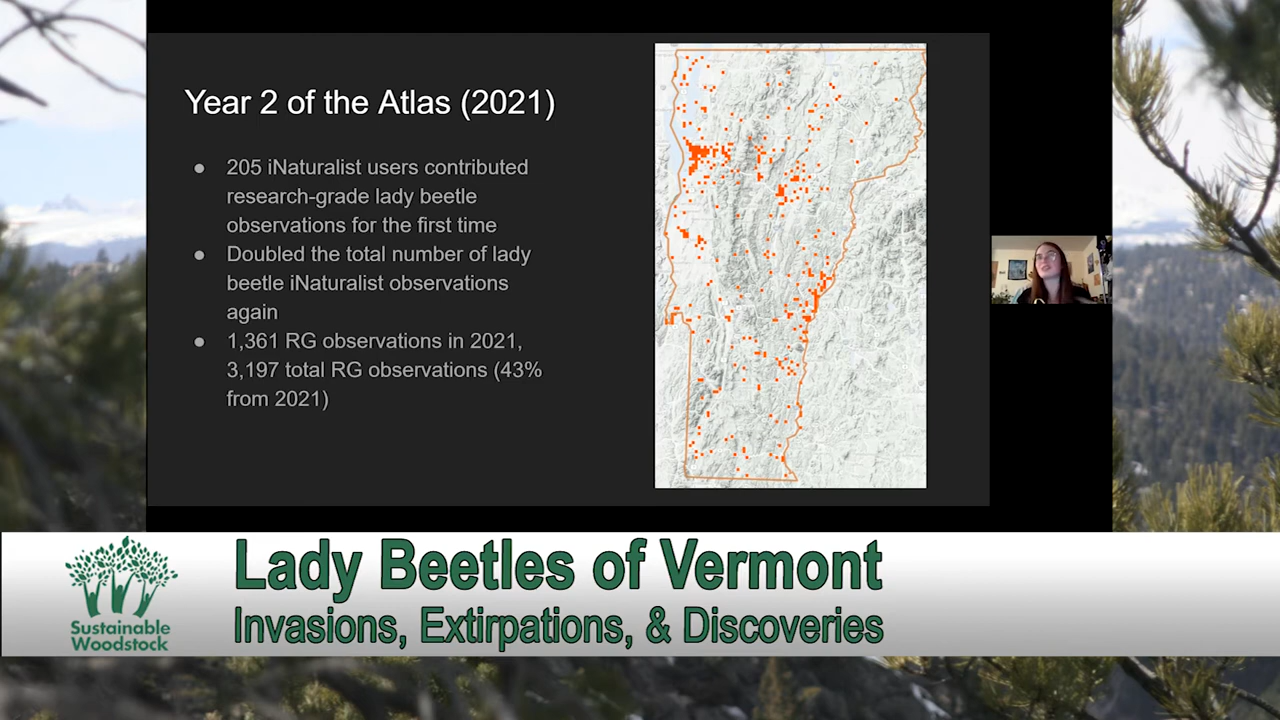 Year 2 of the Atlas (2021)
● 205 iNaturalist users contributed
research-grade lady beetle
observations for the first time
● Doubled the total number of lady
beetle iNaturalist observations
again
● 1,361 RG observations in 2021,
3,197 total RG observations (43%
from 2021)
Sustainable
Woodstock
Lady Beetles of Vermont
Invasions, Extirpations, & Discoveries